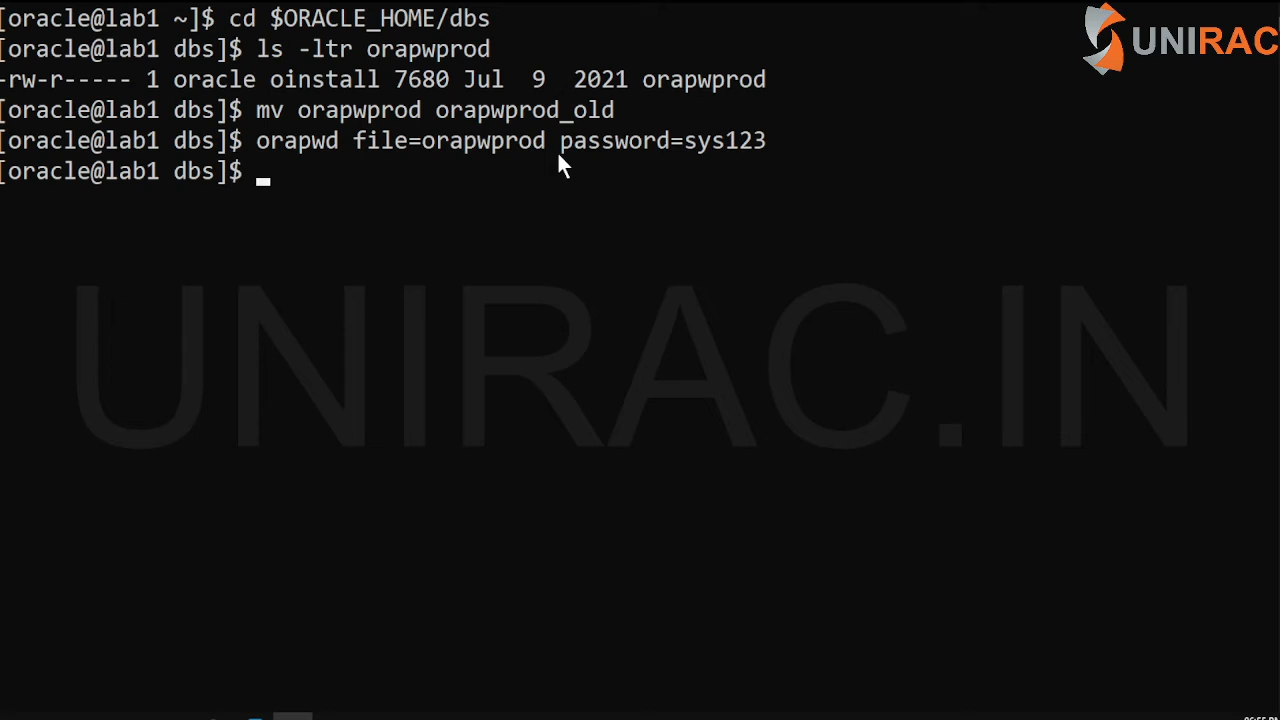 [oracle@lab1 ~]$ cd $ORACLE_HOME/dbs
[oracle@lab1 dbs]$ ls -ltr orapwprod
-rw-r----- 1 oracle oinstall 7680 Jul  9  2021 orapwprod
[oracle@lab1 dbs]$ mv orapwprod orapwprod_old
[oracle@lab1 dbs]$ orapwd file=orapwprod password=sys123
[oracle@lab1 dbs]$
UNIRAC
UNIRAC.IN